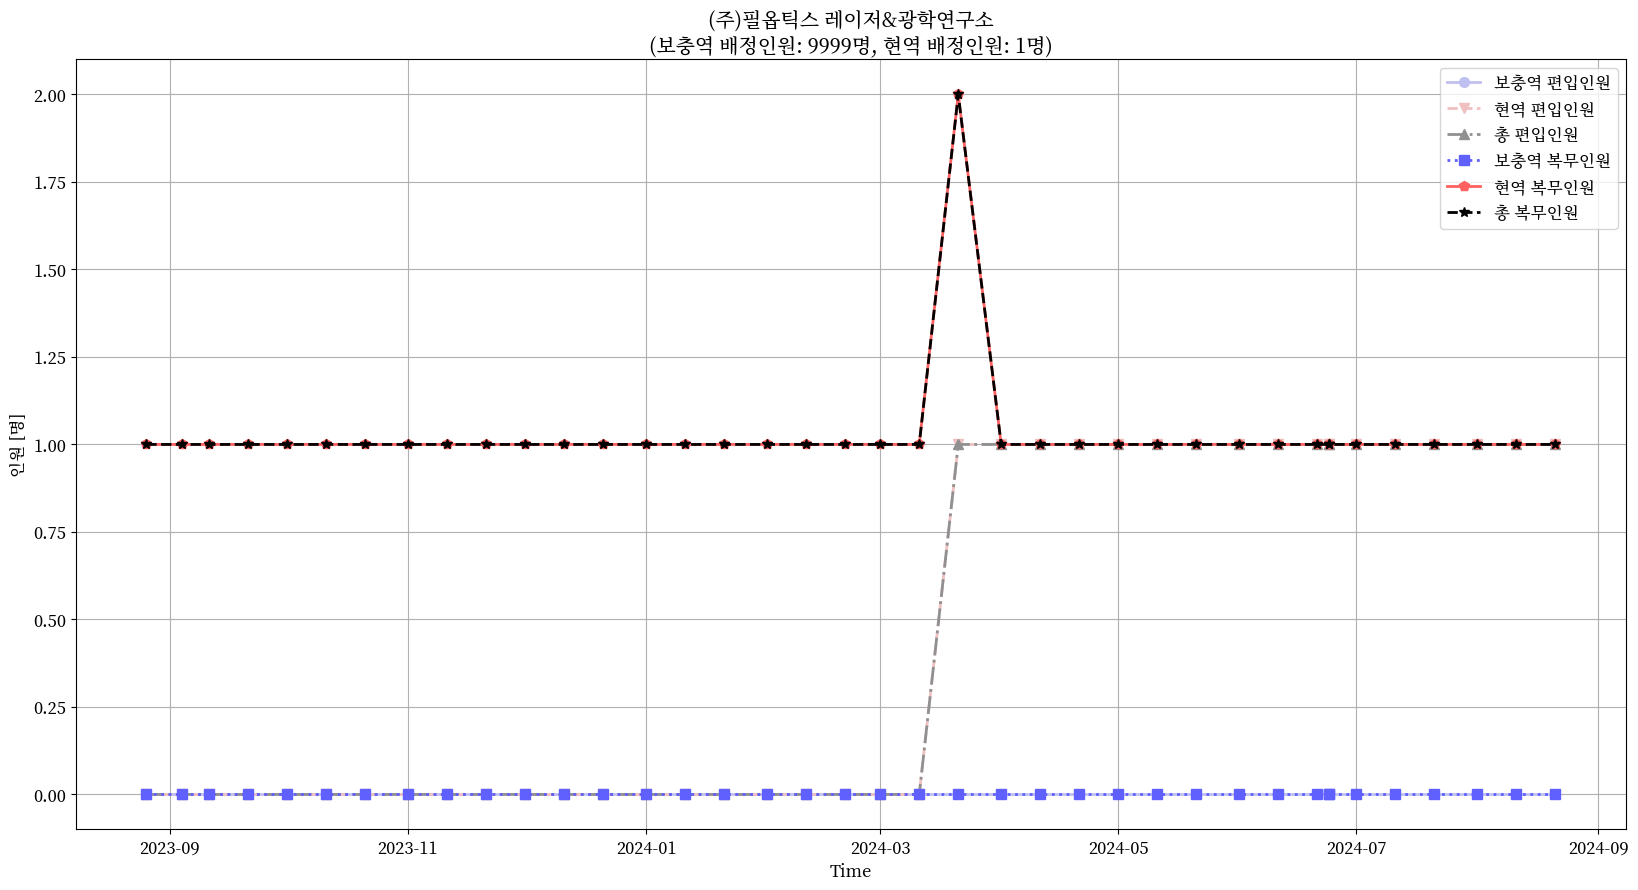 (주)필옵틱스 레이저&광학연구소
(보충역 배정인원: 9999명, 현역 배정인원: 1명)
보충역 편입인원
현역 편입인원
총 편입인원
보충역 복무인원
현역 복무인원
총 복무인원
인원 [명]
2.00
1.75
1.50
1.25
1.00
0.75
0.50
0.25
0.00
2023-09 2023-11 2024-01 2024-03 2024-05 2024-07 2024-09
Time